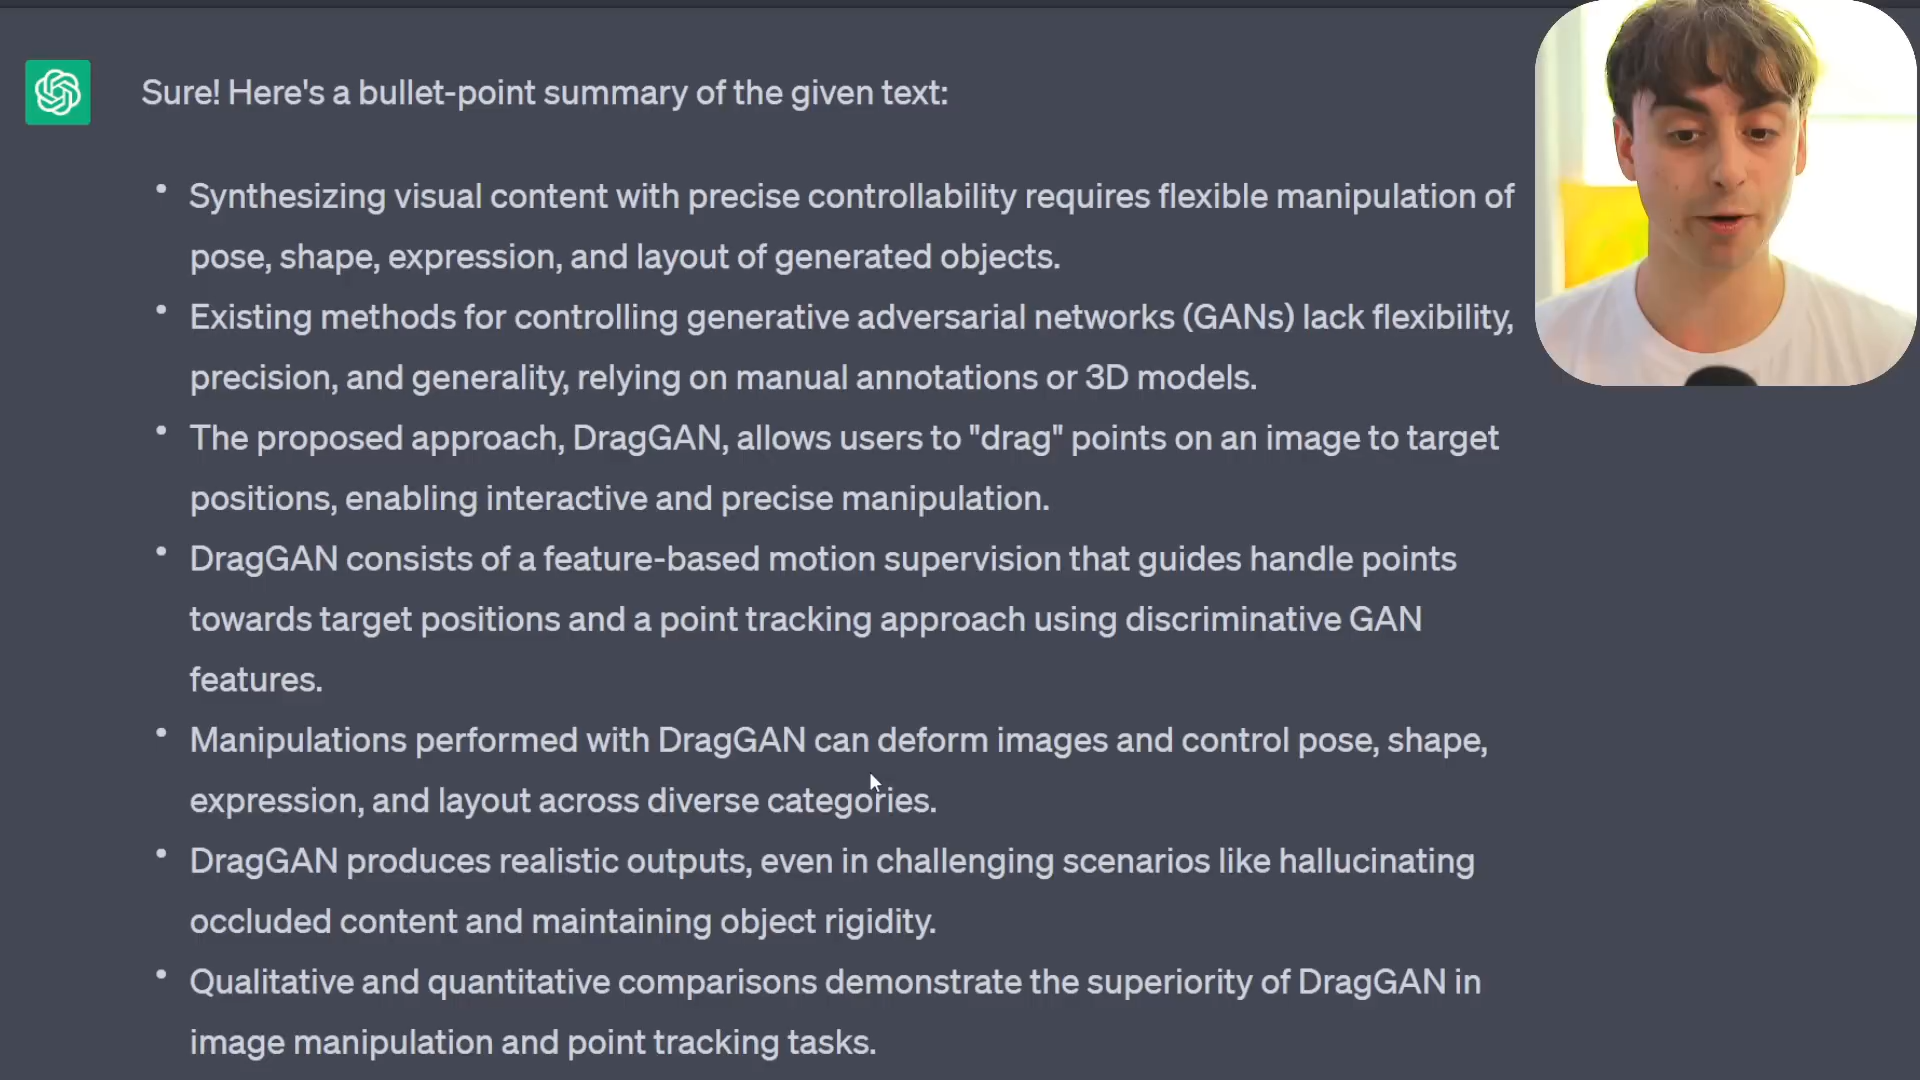 Sure! Here's a bullet-point summary of the given text:
• Synthesizing visual content with precise controllability requires flexible manipulation of
pose, shape, expression, and layout of generated objects.
• Existing methods for controlling generative adversarial networks (GANs) lack flexibility,
precision, and generality, relying on manual annotations or 3D models.
• The proposed approach, DragGAN, allows users to "drag" points on an image to target
positions, enabling interactive and precise manipulation.
• DragGAN consists of a feature-based motion supervision that guides handle points
towards target positions and a point tracking approach using discriminative GAN
features.
• Manipulations performed with DragGAN can deform images and control pose, shape,
expression, and layout across diverse categories.
• DragGAN produces realistic outputs, even in challenging scenarios like hallucinating
occluded content and maintaining object rigidity.
• Qualitative and quantitative comparisons demonstrate the superiority of DragGAN in
image manipulation and point tracking tasks.